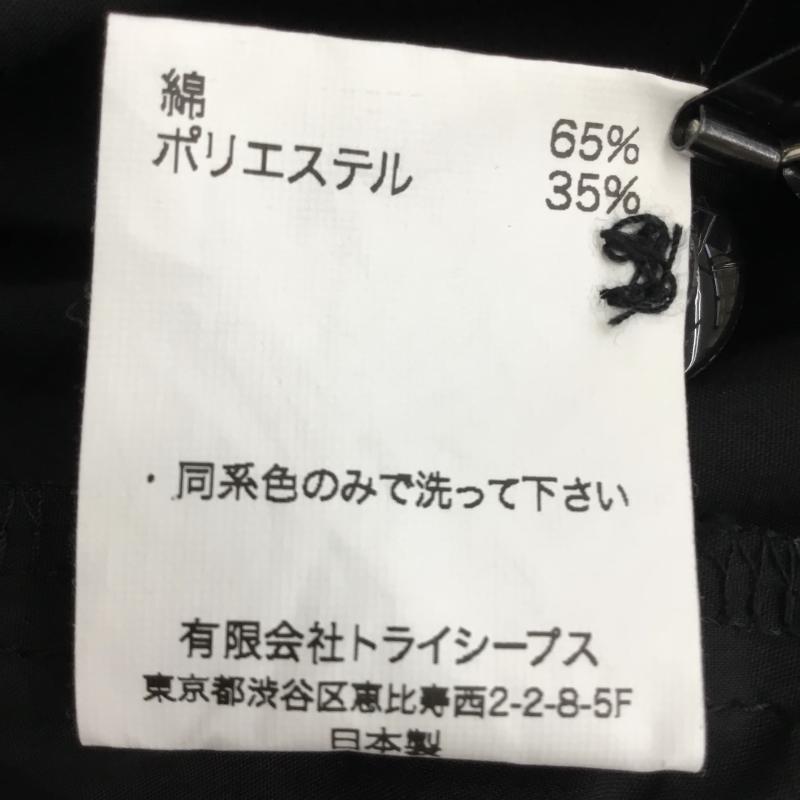 綿 65%
ポリエステル 35%
・同系色のみで洗って下さい
有限会社トライシープス
東京都渋谷区恵比寿西2-2-8-5F
日本製